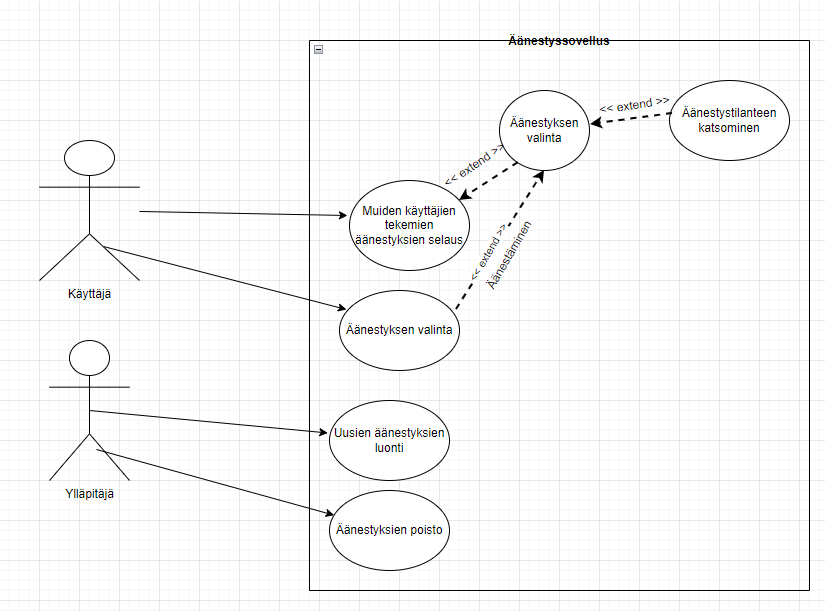 Äänestyssovellus
Äänestyksen
valinta
<< extend >>
Äänestystilanteen
katsominen
<< extend >>
Muiden käyttäjien
tekemien
äänestyksien selaus
<< extend >>
Äänestäminen
Käyttäjä
Äänestyksen valinta
Uusien äänestyksien
luonti
Ylläpitäjä
Äänestyksien poisto